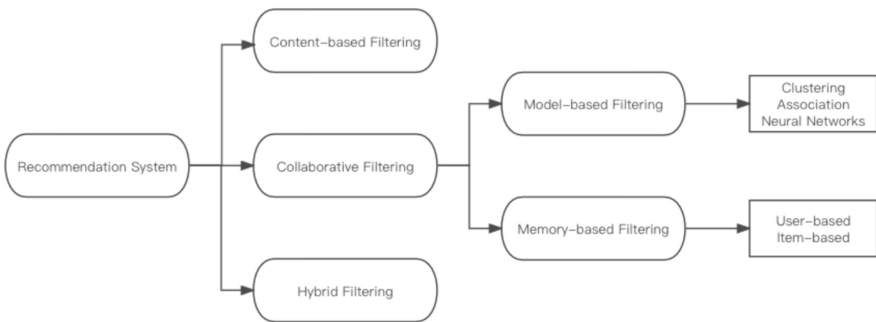 Content-based Filtering
Model-based Filtering
Clustering
Association
Neural Networks
Recommendation System
Collaborative Filtering
Memory-based Filtering
User-based
Item-based
Hybrid Filtering